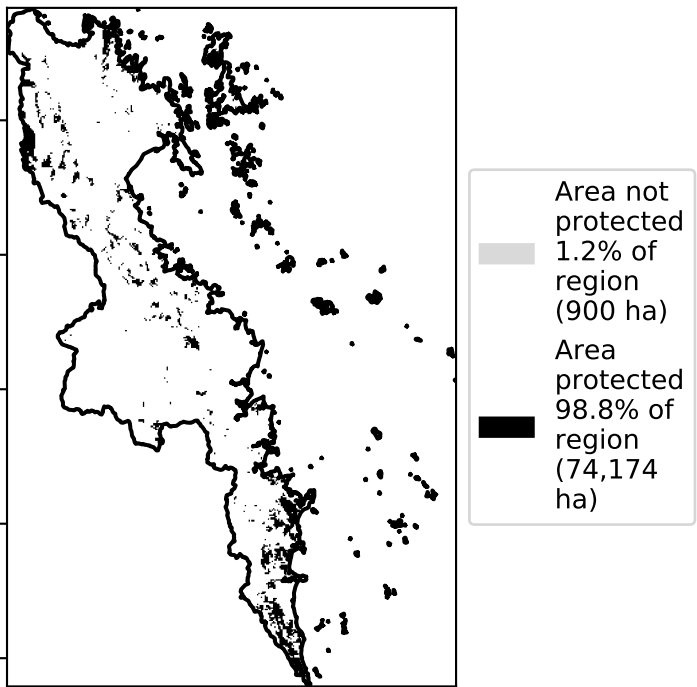 Area not
protected
1.2% of
region
(900 ha)
Area
protected
98.8% of
region
(74,174
ha)